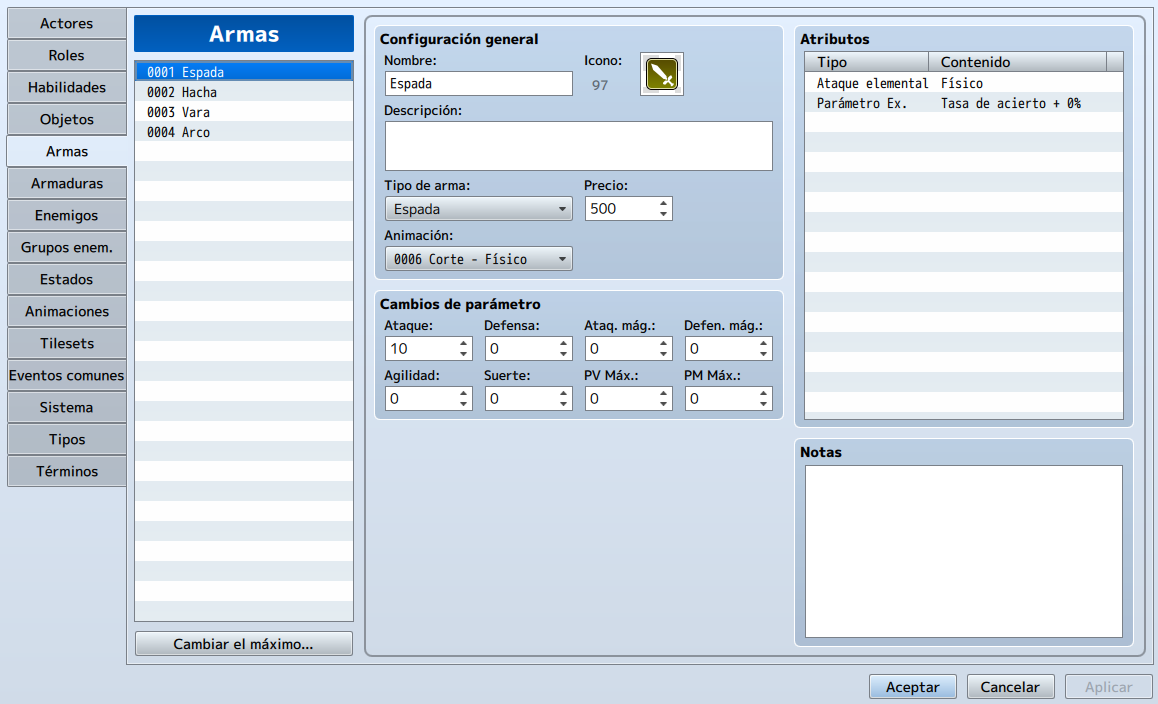 Actores
Roles
Habilidades
Objetos
Armas
Armaduras
Enemigos
Grupos enem.
Estados
Animaciones
Tilesets
Eventos comunes
Sistema
Tipos
Términos
Armas
0001 Espada
0002 Hacha
0003 Vara
0004 Arco
Cambiar el máximo...
Configuración general
Nombre: Icono:
Espada 97
Descripción:
Tipo de arma: Precio:
Espada 500
Animación:
0006 Corte - Físico
Cambios de parámetro
Ataque: Defensa: Ataq. mág.: Defen. mág.:
10 0 0 0
Agilidad: Suerte: PV Máx.: PM Máx.:
0 0 0 0
Atributos
Tipo Contenido
Ataque elemental Físico
Parámetro Ex. Tasa de acierto + 0%
Notas
Aceptar Cancelar Aplicar